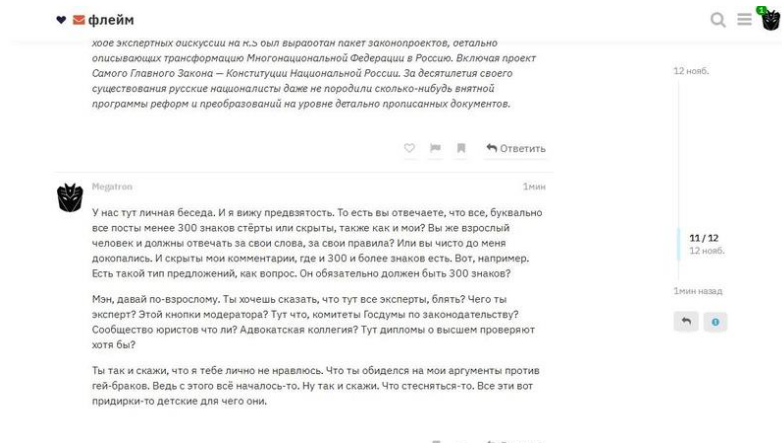 флейм
1
ходе экспертных дискуссий на R.S был выработан пакет законопроектов, детально
описывающих трансформацию Многонациональной Федерации в Россию. Включая проект
Самого Главного Закона — Конституции Национальной России. За десятилетия своего
существования русские националисты даже не породили сколько-нибудь внятной
программы реформ и преобразований на уровне детально прописанных документов.
Ответить
12 нояб.
11 / 12
12 нояб.
1мин назад
Megatron
1мин
У нас тут личная беседа. И я вижу предвзятость. То есть вы отвечаете, что все, буквально
все посты менее 300 знаков стёрты или скрыты, также как и мои? Вы же взрослый
человек и должны отвечать за свои слова, за свои правила? Или вы чисто до меня
докопались. И скрыты мои комментарии, где и 300 и более знаков есть. Вот, например.
Есть такой тип предложений, как вопрос. Он обязательно должен быть 300 знаков?
Мэн, давай по-взрослому. Ты хочешь сказать, что тут все эксперты, блять? Чего ты
эксперт? Этой кнопки модератора? Тут что, комитеты Госдумы по законодательству?
Сообщество юристов что ли? Адвокатская коллегия? Тут дипломы о высшем проверяют
хотя бы?
Ты так и скажи, что я тебе лично не нравлюсь. Что ты обиделся на мои аргументы против
гей-браков. Ведь с этого всё началось-то. Ну так и скажи. Что стесняться-то. Все эти вот
придирки-то детские для чего они.